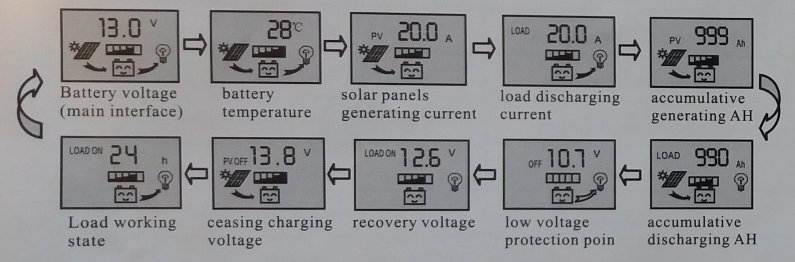 13.0 V
Battery voltage
(main interface)
28℃
battery
temperature
PV 20.0 A
solar panels
generating current
LOAD 20.0 A
load discharging
current
PV 999 Ah
accumulative
generating AH
LOAD ON 24 h
Load working
state
PV OFF 13.8 V
ceasing charging
voltage
LOAD ON 12.6 V
recovery voltage
OFF 10.7 V
low voltage
protection poin
LOAD 990 Ah
accumulative
discharging AH